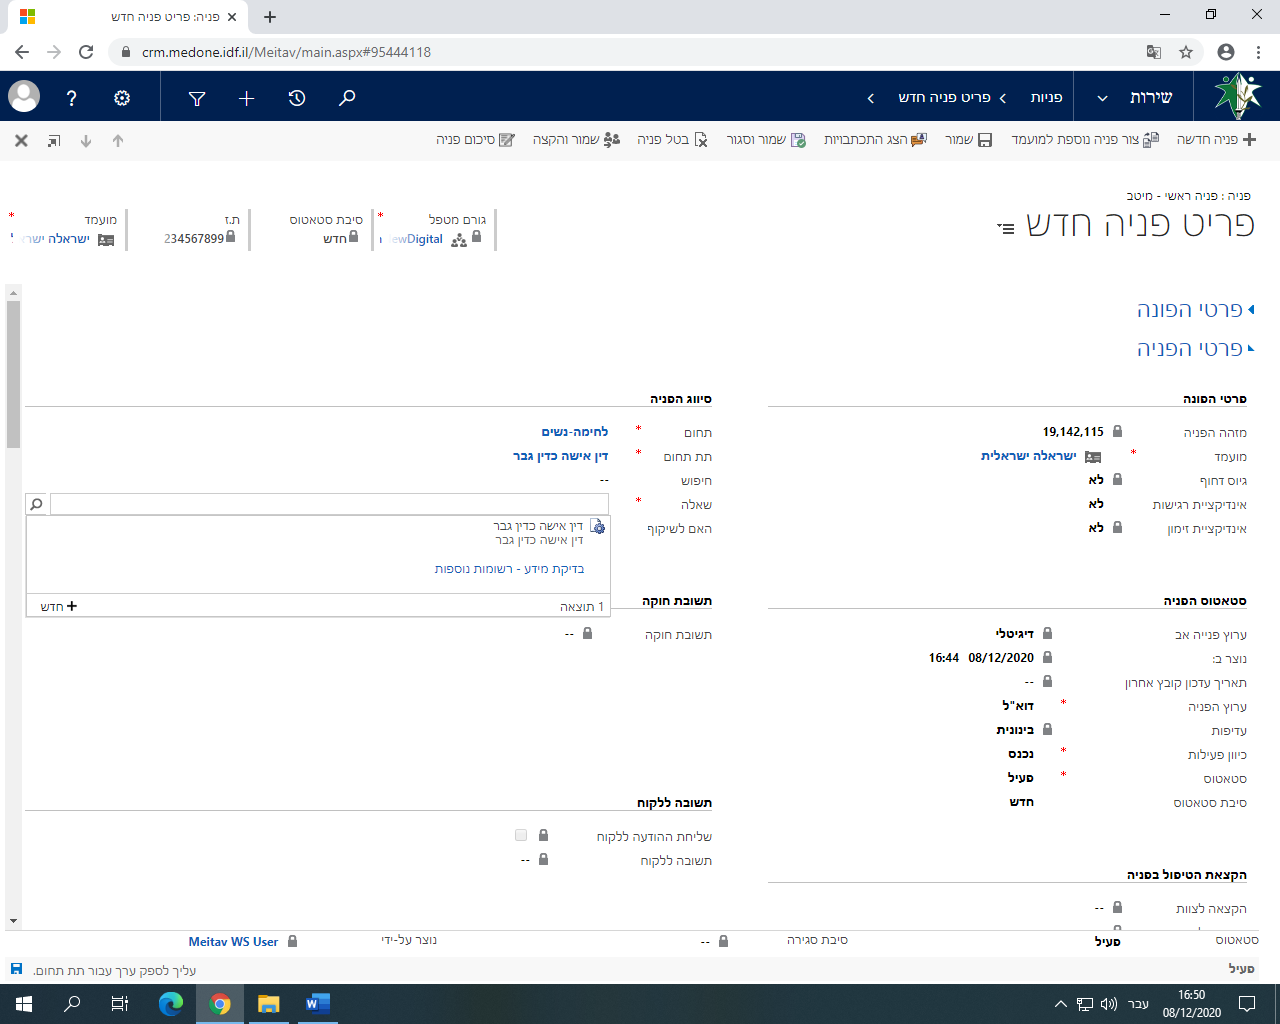 פניה: פריט פניה חדש
crm.medone.idf.il/Meitav/main.aspx#95444118
שירות
פניות
פריט פניה חדש
פניה חדשה
צור פניה נוספת למועמד
שמור
הצג התכתבויות
שמור וסגור
בטל פניה
שמור והקצה
סיכום פניה
פניה : פניה ראשי - מיטב
פריט פניה חדש
גורם מטפל *
ewDigital
סיבת סטאטוס
חדש
ת.ז
234567899
מועמד *
ישראלה ישרא
פרטי הפונה
פרטי הפניה
פרטי הפונה
מזהה הפניה 19,142,115
מועמד * ישראלה ישראלית
גיוס דחוף לא
אינדיקציית רגישות לא
אינדיקציית זימון לא
סיווג הפניה
תחום * לחימה-נשים
תת תחום * דין אישה כדין גבר
חיפוש --
שאלה *
האם לשיקוף
דין אישה כדין גבר
דין אישה כדין גבר
בדיקת מידע - רשומות נוספות
1 תוצאה
חדש
סטאטוס הפניה
ערוץ פנייה אב דיגיטלי
נוצר ב: 08/12/2020 16:44
תאריך עדכון קובץ אחרון --
ערוץ הפניה * דוא"ל
עדיפות בינונית
כיוון פעילות * נכנס
סטאטוס * פעיל
סיבת סטאטוס חדש
תשובת חוקה
תשובת חוקה --
תשובה ללקוח
שליחת ההודעה ללקוח
תשובה ללקוח --
הקצאת הטיפול בפניה
הקצאה לצוות --
סטאטוס פעיל
סיבת סגירה --
נוצר על-ידי Meitav WS User
פעיל
עליך לספק ערך עבור תת תחום.
עבר
16:50
08/12/2020